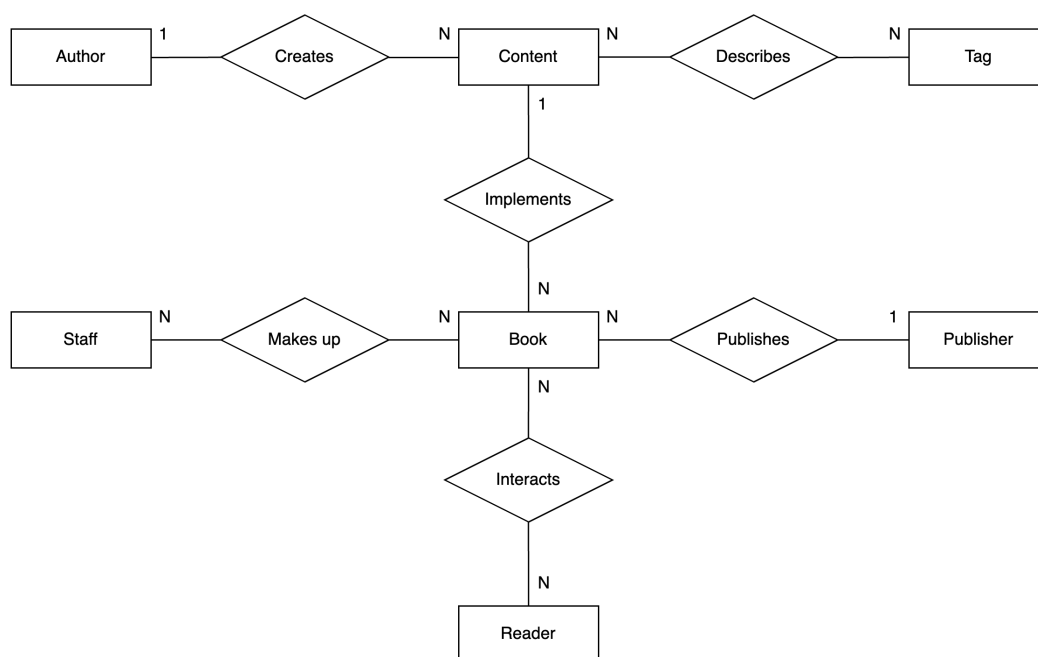 Author
1
Creates
N
Content
N
Describes
N
Tag
1
Implements
N
Staff
N
Makes up
N
Book
N
Publishes
1
Publisher
N
Interacts
N
Reader